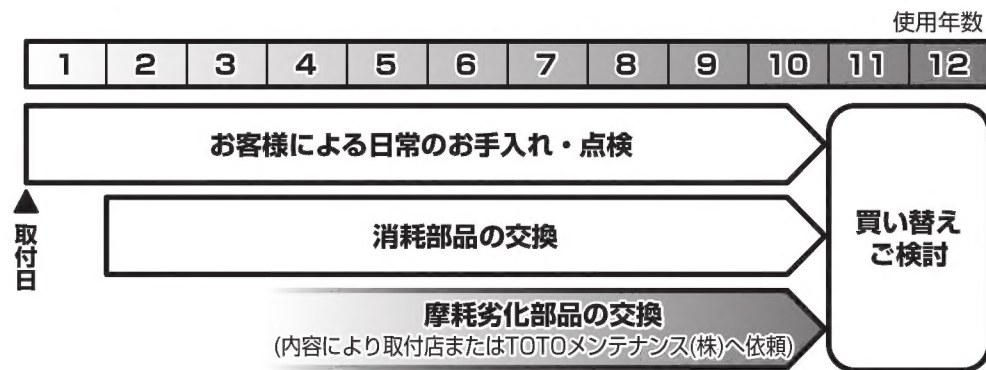 使用年数
1 2 3 4 5 6 7 8 9 10 11 12
お客様による日常のお手入れ・点検
取付日
消耗部品の交換
買い替え
ご検討
摩耗劣化部品の交換
(内容により取付店またはTOTOメンテナンス(株)へ依頼)